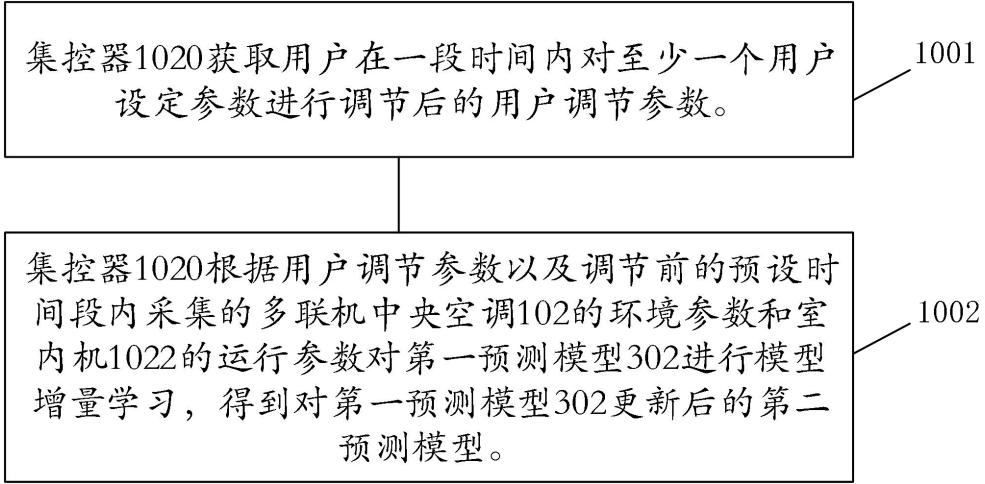 集控器1020获取用户在一段时间内对至少一个用户
设定参数进行调节后的用户调节参数。
1001
集控器1020根据用户调节参数以及调节前的预设时
间段内采集的多联机中央空调102的环境参数和室
内机1022的运行参数对第一预测模型302进行模型
增量学习，得到对第一预测模型302更新后的第二
预测模型。
1002